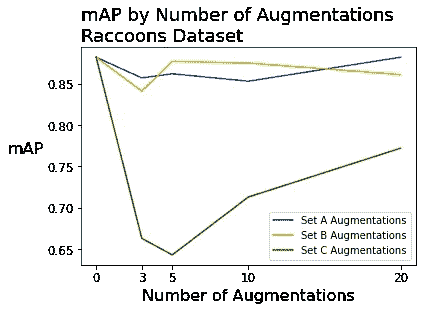 mAP by Number of Augmentations
Raccoons Dataset
mAP
0.85
0.80
0.75
0.70
0.65
Set A Augmentations
Set B Augmentations
Set C Augmentations
0 3 5 10 20
Number of Augmentations